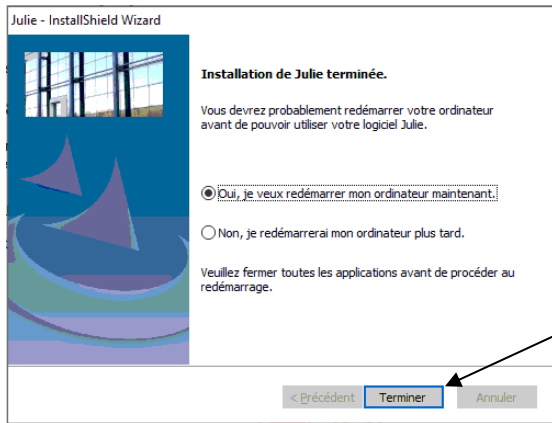 Julie - InstallShield Wizard
Installation de Julie terminée.
Vous devrez probablement redémarrer votre ordinateur
avant de pouvoir utiliser votre logiciel Julie.
Oui, je veux redémarrer mon ordinateur maintenant.
Non, je redémarrerai mon ordinateur plus tard.
Veuillez fermer toutes les applications avant de procéder au
redémarrage.
< Précédent Terminer Annuler